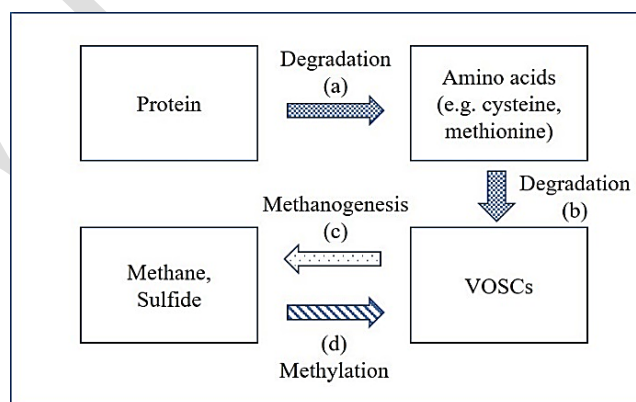 Degradation
(a)
Protein
Amino acids
(e.g. cysteine,
methionine)
Degradation
(b)
Methanogenesis
(c)
Methane,
Sulfide
VOSCs
(d)
Methylation